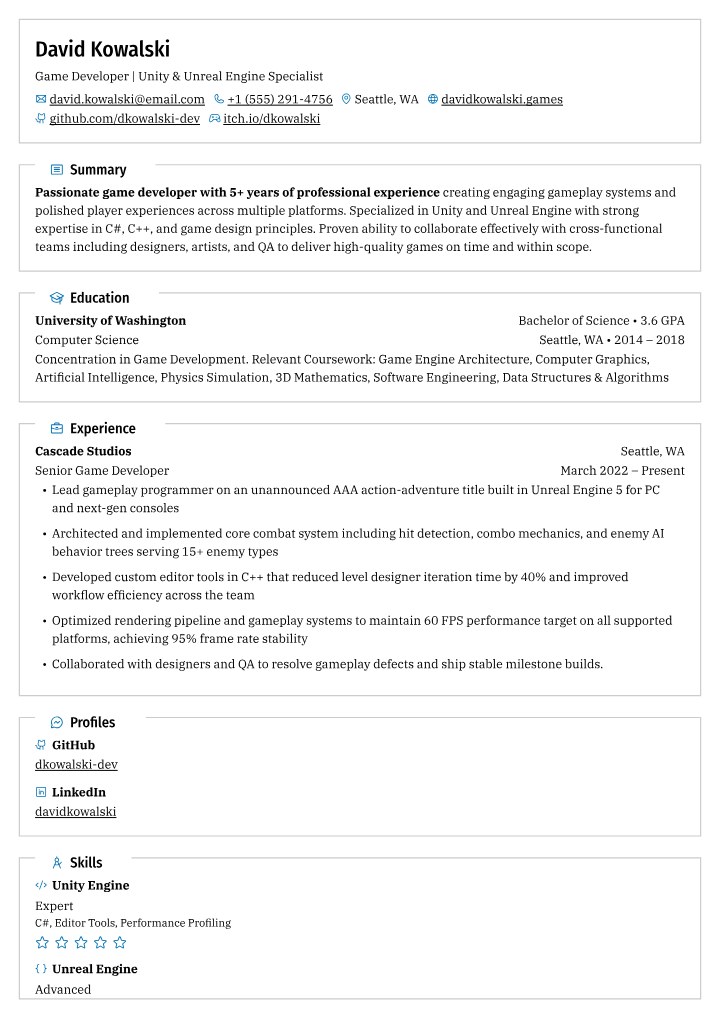 David Kowalski
Game Developer | Unity & Unreal Engine Specialist
david.kowalski@email.com +1 (555) 291-4756 Seattle, WA davidkowalski.games
github.com/dkowalski-dev itch.io/dkowalski
Summary
Passionate game developer with 5+ years of professional experience creating engaging gameplay systems and
polished player experiences across multiple platforms. Specialized in Unity and Unreal Engine with strong
expertise in C#, C++, and game design principles. Proven ability to collaborate effectively with cross-functional
teams including designers, artists, and QA to deliver high-quality games on time and within scope.
Education
University of Washington Bachelor of Science • 3.6 GPA
Computer Science Seattle, WA • 2014 – 2018
Concentration in Game Development. Relevant Coursework: Game Engine Architecture, Computer Graphics,
Artificial Intelligence, Physics Simulation, 3D Mathematics, Software Engineering, Data Structures & Algorithms
Experience
Cascade Studios Seattle, WA
Senior Game Developer March 2022 – Present
• Lead gameplay programmer on an unannounced AAA action-adventure title built in Unreal Engine 5 for PC
and next-gen consoles
• Architected and implemented core combat system including hit detection, combo mechanics, and enemy AI
behavior trees serving 15+ enemy types
• Developed custom editor tools in C++ that reduced level designer iteration time by 40% and improved
workflow efficiency across the team
• Optimized rendering pipeline and gameplay systems to maintain 60 FPS performance target on all supported
platforms, achieving 95% frame rate stability
• Collaborated with designers and QA to resolve gameplay defects and ship stable milestone builds.
Profiles
GitHub
dkowalski-dev
LinkedIn
davidkowalski
Skills
Unity Engine
Expert
C#, Editor Tools, Performance Profiling
Unreal Engine
Advanced